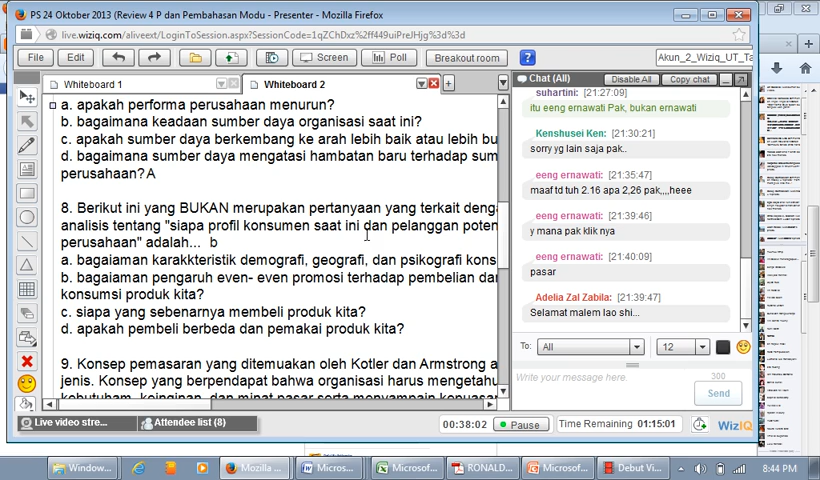 PS 24 Oktober 2013 (Review 4 P dan Pembahasan Modu - Presenter - Mozilla Firefox
live.wiziq.com/aliveext/LoginToSession.aspx?SessionCode=1qZChDxz%2ff449uiPreJHjg%3d%3d
File
Edit
Screen
Poll
Breakout room
?
Akun_2_Wiziq_UT_Ta
Whiteboard 1
Whiteboard 2
a. apakah performa perusahaan menurun?
b. bagaimana keadaan sumber daya organisasi saat ini?
c. apakah sumber daya berkembang ke arah lebih baik atau lebih bu
d. bagaimana sumber daya mengatasi hambatan baru terhadap sum
perusahaan? A
8. Berikut ini yang BUKAN merupakan pertanyaan yang terkait denga
analisis tentang "siapa profil konsumen saat ini dan pelanggan poten
perusahaan" adalah... b
a. bagaiaman karakkteristik demografi, geografi, dan psikografi kons
b. bagaiaman pengaruh even- even promosi terhadap pembelian dan
konsumsi produk kita?
c. siapa yang sebenarnya membeli produk kita?
d. apakah pembeli berbeda dan pemakai produk kita?
9. Konsep pemasaran yang ditemuakan oleh Kotler dan Armstrong a
jenis. Konsep yang berpendapat bahwa organisasi harus mengetahu
kebutuham, keinginan, dan minat pasar serta menyampain kepuasan
Chat (All)
Disable All
Copy chat
suhartini: [21:27:09]
itu eeng ernawati Pak, bukan ernawati
Kenshusei Ken: [21:30:21]
sorry yg lain saja pak..
eeng ernawati: [21:35:47]
maaf td tuh 2.16 apa 2,26 pak,,,,heee
eeng ernawati: [21:39:46]
y mana pak klik nya
eeng ernawati: [21:40:09]
pasar
Adelia Zal Zabila: [21:39:47]
Selamat malem lao shi...
To:
All
12
Write your message here.
300
Send
Live video stre...
Attendee list (8)
00:38:02
Pause
Time Remaining
01:15:01
WizIQ
Window...
Mozilla ...
Micros...
Microsof...
RONALD...
Microsof...
Debut Vi...
8:44 PM